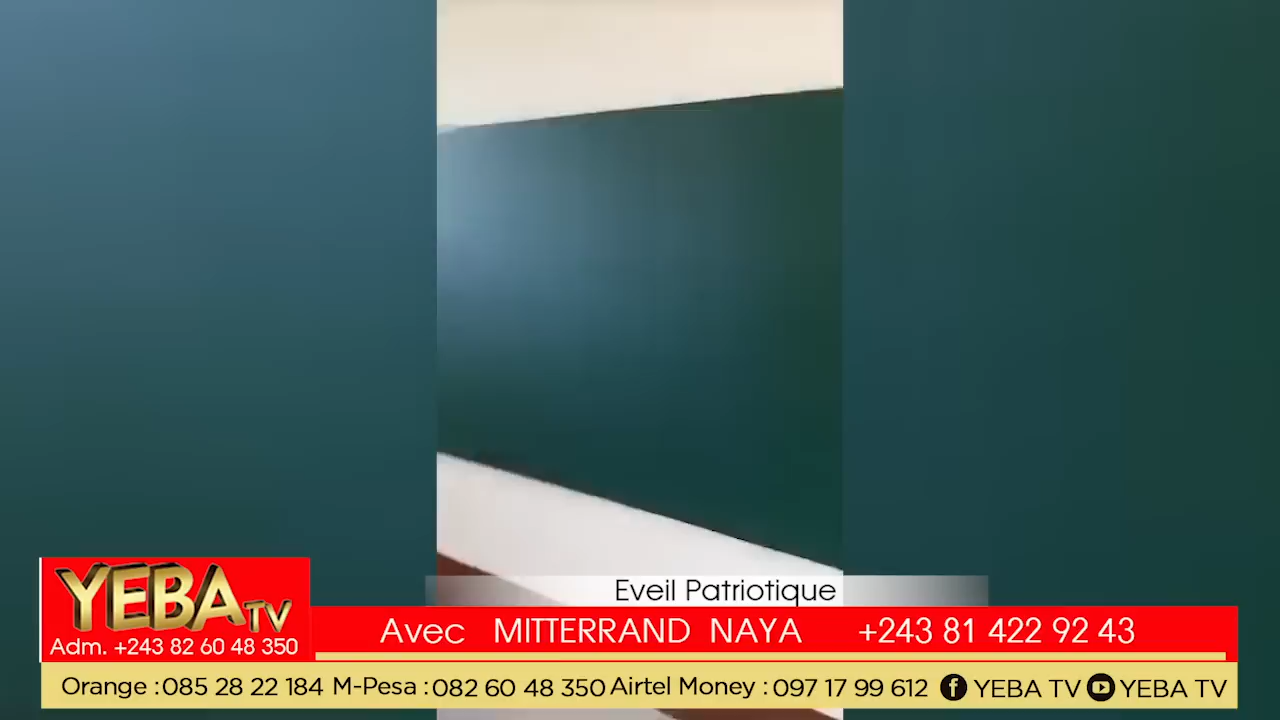 Eveil Patriotique
YEBA TV
Adm. +243 82 60 48 350
Avec MITTERRAND NAYA +243 81 422 92 43
Orange : 085 28 22 184 M-Pesa : 082 60 48 350 Airtel Money : 097 17 99 612 YEBA TV YEBA TV